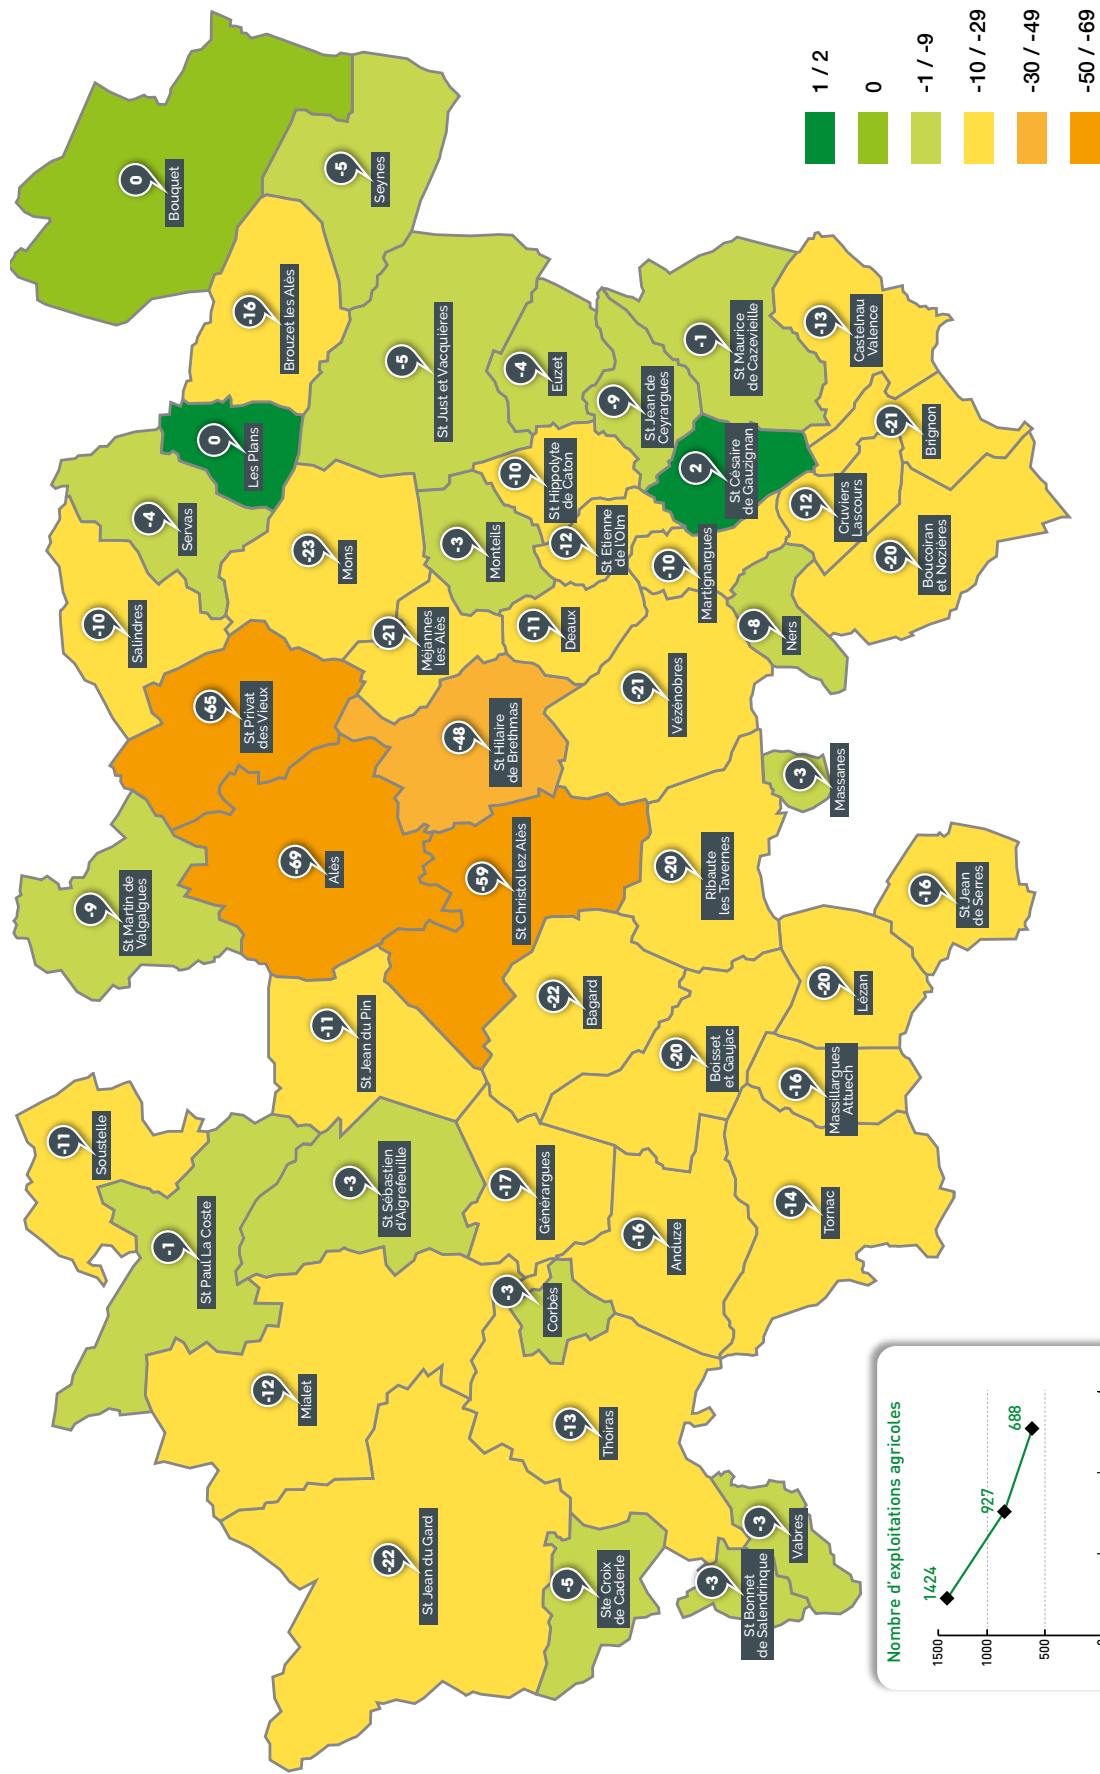 0
Bouquet
-5
Seynes
-16
Brouzet les Alès
0
Les Plans
-5
St Just et Vacquières
-4
Euzet
-9
St Jean de
Ceyrargues
-1
St Maurice
de Cazevieille
-13
Castelnau
Valence
-21
Brignon
2
St Césaire
de Gauzignan
-12
Cruviers
Lascours
-20
Boucoiran
et Nozières
-10
St Hippolyte
de Caton
-12
St Etienne
de l'Olm
-10
Martignargues
-8
Ners
-4
Servas
-10
Salindres
-23
Mons
-3
Monteils
-21
Méjannes
les Alès
-11
Deaux
-65
St Privat
des Vieux
-48
St Hilaire
de Brethmas
-21
Vézénobres
-3
Massanes
-9
St Martin de
Valgalgues
-69
Alès
-59
St Christol lez Alès
-20
Ribaute
les Tavernes
-16
St Jean
de Serres
-11
St Jean du Pin
-22
Bagard
-20
Boisset
et Gaujac
-20
Lézan
-16
Massillargues
Attuech
-11
Soustelle
-1
St Paul La Coste
-3
St Sébastien
d'Aigrefeuille
-17
Générargues
-16
Anduze
-14
Tornac
-3
Corbès
-12
Mialet
-13
Thoiras
-22
St Jean du Gard
-5
Ste Croix
de Caderle
-3
St Bonnet
de Salendrinque
-3
Vabres
1 / 2
0
-1 / -9
-10 / -29
-30 / -49
-50 / -69
Nombre d'exploitations agricoles
1424
927
688
1500
1000
500